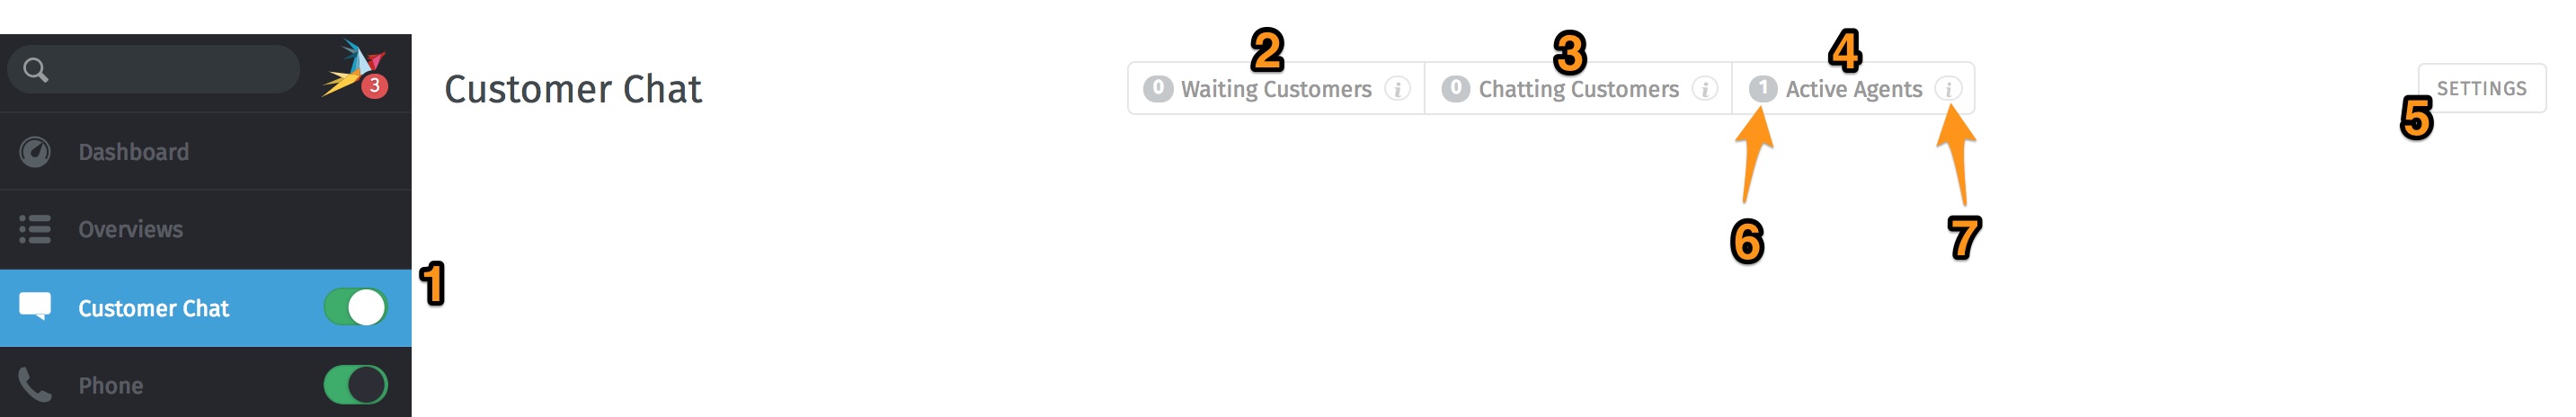 2 3 4
3 Customer Chat 0 Waiting Customers i 0 Chatting Customers i 1 Active Agents i SETTINGS
5
Dashboard
Overviews
6 7
1
Customer Chat
Phone